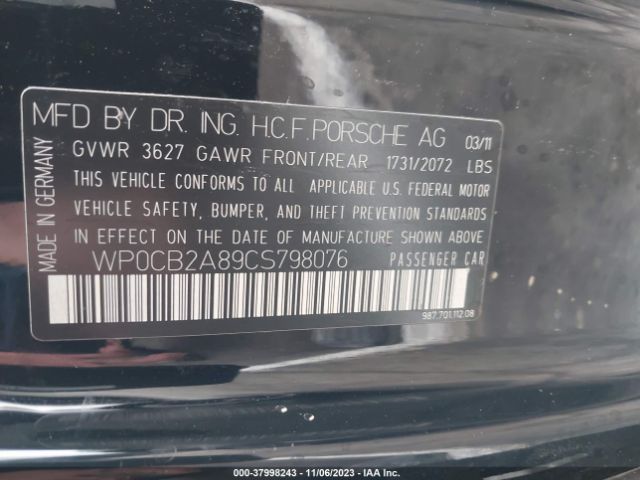 MFD BY DR. ING. H.C.F. PORSCHE AG 03/11
GVWR 3627 GAWR FRONT/REAR 1731/2072 LBS
THIS VEHICLE CONFORMS TO ALL APPLICABLE U.S. FEDERAL MOTOR
VEHICLE SAFETY, BUMPER, AND THEFT PREVENTION STANDARDS
IN EFFECT ON THE DATE OF MANUFACTURE SHOWN ABOVE
WP0CB2A89CS798076 PASSENGER CAR
987.701.112.08
MADE IN GERMANY
000-37998243 - 11/06/2023 - IAA Inc.